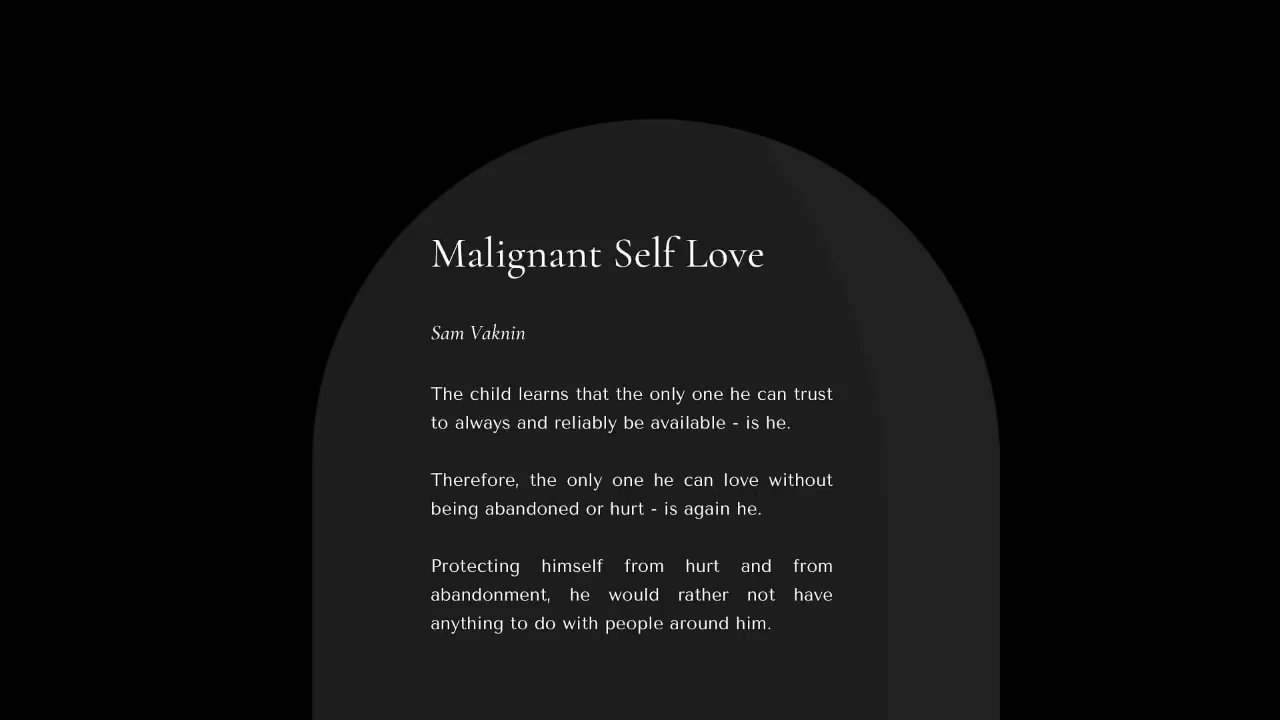 Malignant Self Love
Sam Vaknin
The child learns that the only one he can trust
to always and reliably be available - is he.
Therefore, the only one he can love without
being abandoned or hurt - is again he.
Protecting himself from hurt and from
abandonment, he would rather not have
anything to do with people around him.